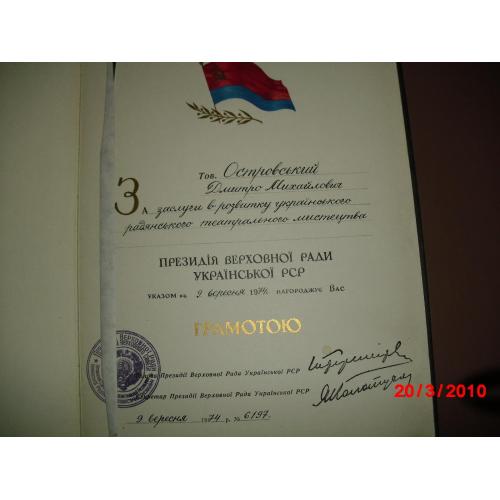 Тов. Островський
Дмитро Михайлович
За заслуги в розвитку українського
радянського театрального мистецтва
ПРЕЗИДІЯ ВЕРХОВНОЇ РАДИ
УКРАЇНСЬКОЇ РСР
УКАЗОМ від 9 вересня 1974 р. НАГОРОДЖУЄ ВАС
ГРАМОТОЮ
Президії Верховної Ради Української РСР
Секретар Президії Верховної Ради Української РСР
9 вересня 1974 р. № 6197.
20/3/2010